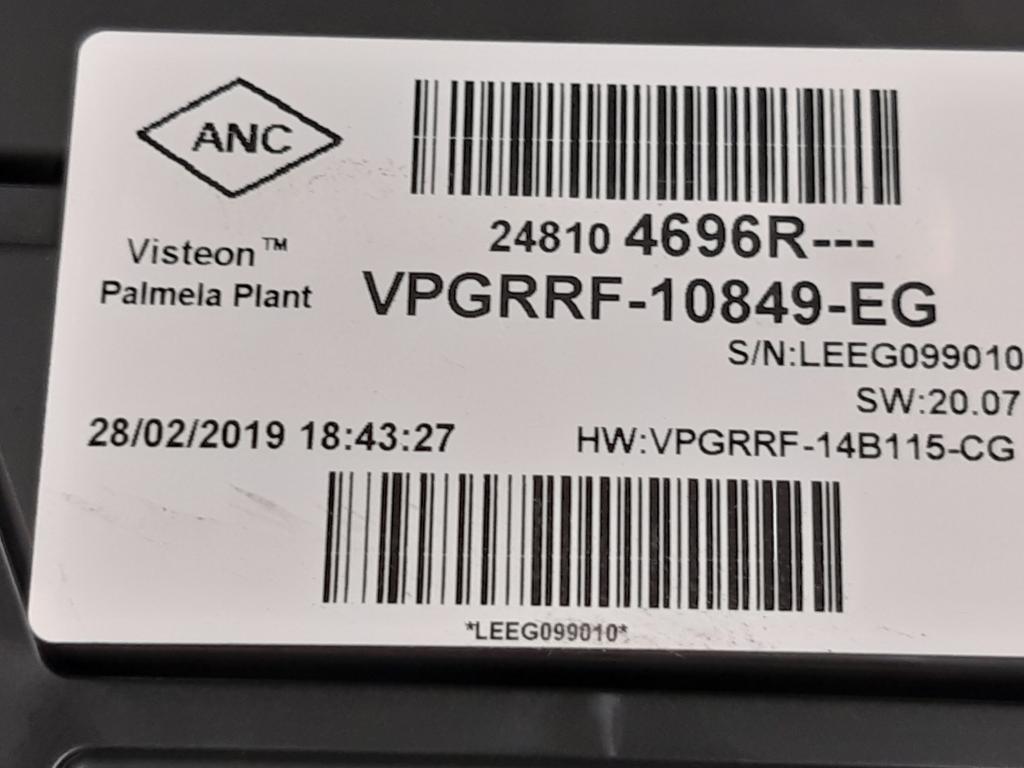 ANC
Visteon™
Palmela Plant
24810 4696R---
VPGRRF-10849-EG
S/N:LEEG099010
SW:20.07
28/02/2019 18:43:27
HW:VPGRRF-14B115-CG
*LEEG099010*